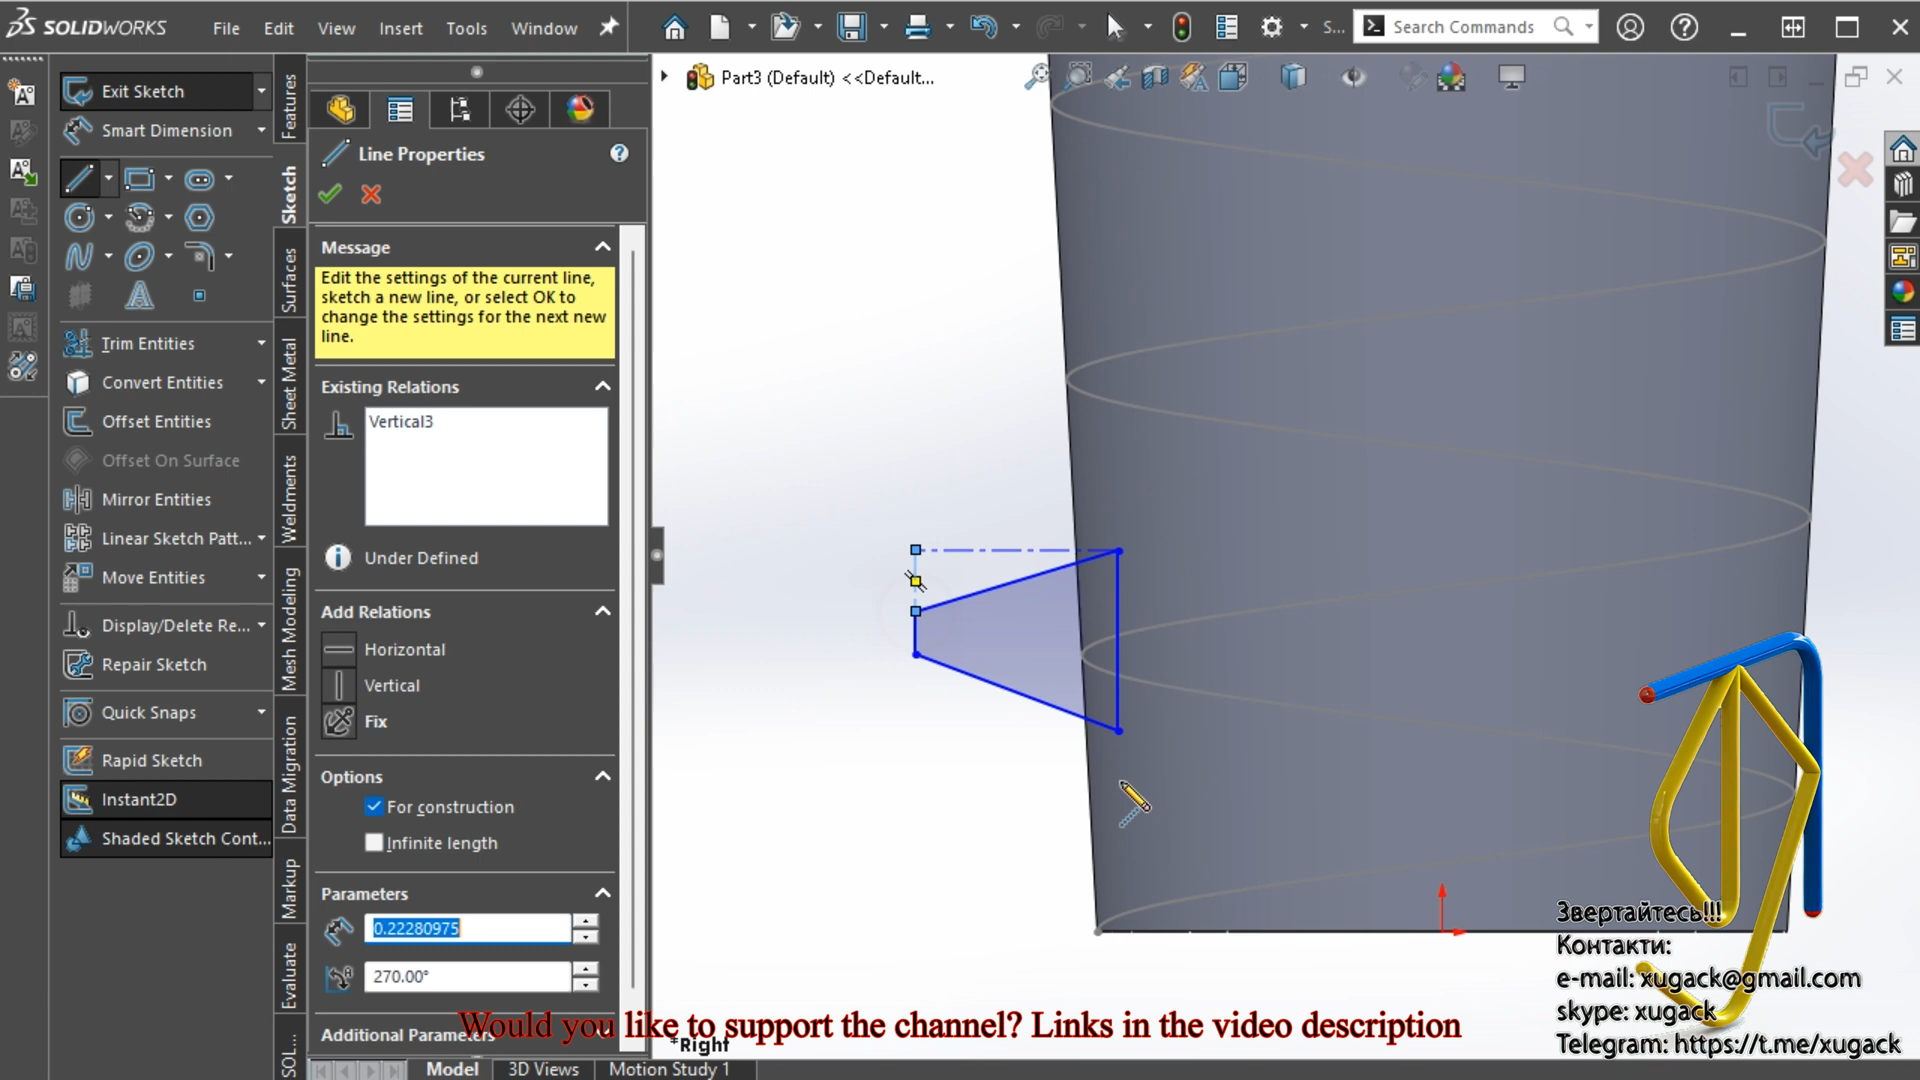 SOLIDWORKS
File
Edit
View
Insert
Tools
Window
S...
Search Commands
Exit Sketch
Smart Dimension
Trim Entities
Convert Entities
Offset Entities
Offset On Surface
Mirror Entities
Linear Sketch Patt...
Move Entities
Display/Delete Re...
Repair Sketch
Quick Snaps
Rapid Sketch
Instant2D
Shaded Sketch Cont...
Features
Sketch
Surfaces
Sheet Metal
Weldments
Mesh Modeling
Data Migration
Markup
Evaluate
SOL...
Line Properties
Message
Edit the settings of the current line,
sketch a new line, or select OK to
change the settings for the next new
line.
Existing Relations
Vertical3
Under Defined
Add Relations
Horizontal
Vertical
Fix
Options
For construction
Infinite length
Parameters
0.22280975
270.00°
Additional Parameters
Part3 (Default) <<Default...
Звертайтесь!!!
Контакти:
e-mail: xugack@gmail.com
skype: xugack
Telegram: https://t.me/xugack
Would you like to support the channel? Links in the video description
*Right
Model
3D Views
Motion Study 1